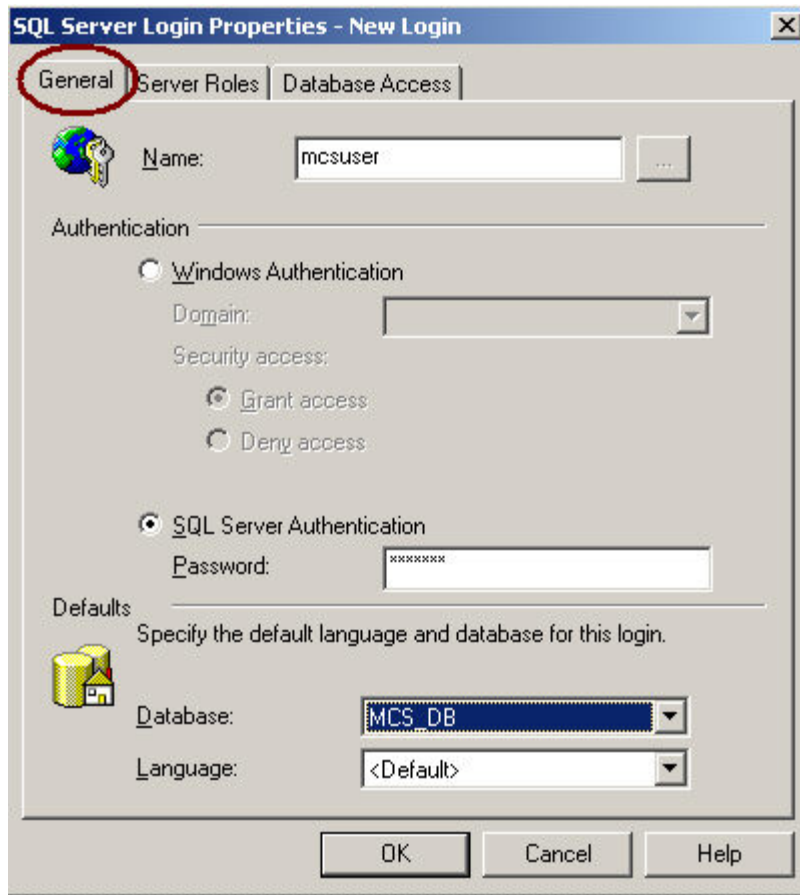 SQL Server Login Properties - New Login
General Server Roles Database Access
Name: mcsuser ...
Authentication
Windows Authentication
Domain:
Security access:
Grant access
Deny access
SQL Server Authentication
Password: *******
Defaults
Specify the default language and database for this login.
Database: MCS_DB
Language: <Default>
OK Cancel Help